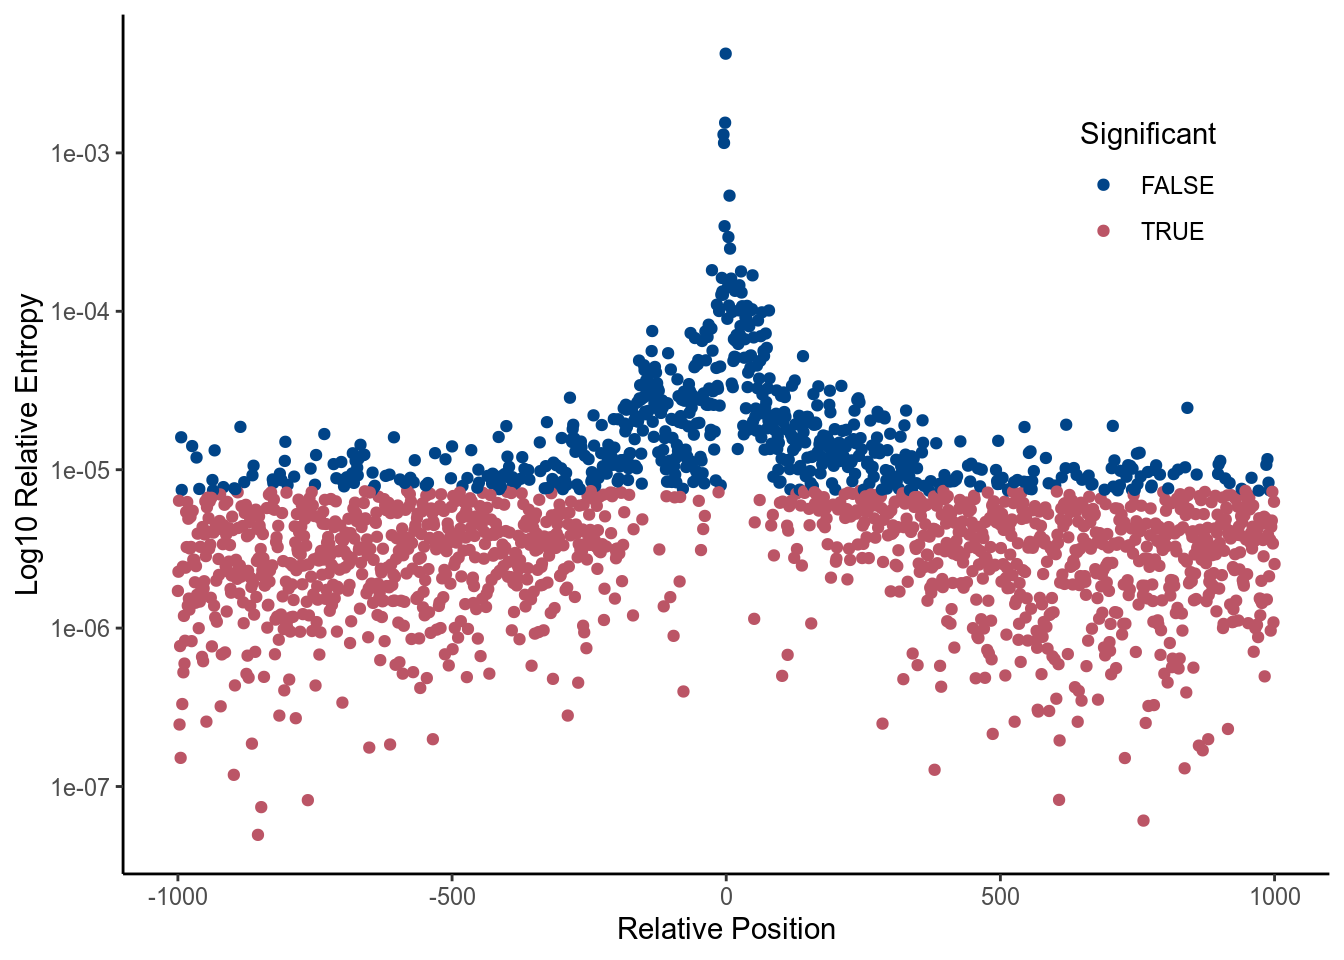 Significant
FALSE
TRUE
Log10 Relative Entropy
1e-03
1e-04
1e-05
1e-06
1e-07
-1000
-500
0
500
1000
Relative Position